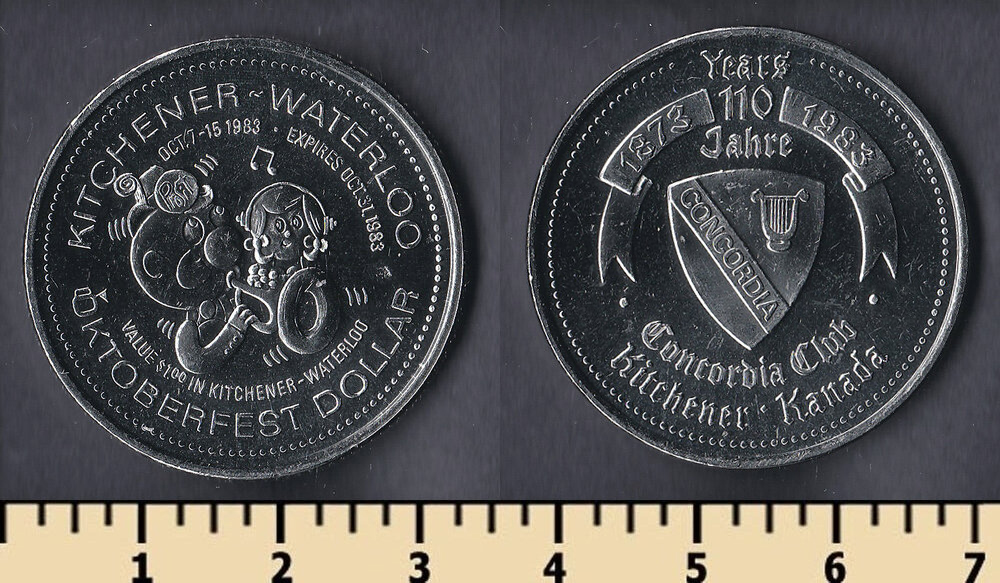 KITCHENER-WATERLOO
OCT. 7-15 1983 · EXPIRES OCT. 31, 1983
VALUE $1.00 IN KITCHENER-WATERLOO
OKTOBERFEST DOLLAR
Years
1873 110 1983
Jahre
CONCORDIA
Concordia Club
Kitchener · Kanada
1 2 3 4 5 6 7